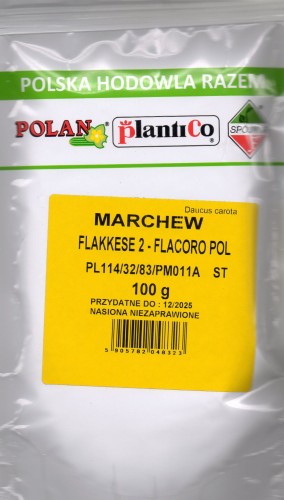 POLSKA HODOWLA RAZEM
POLAN
PlantiCo
Daucus carota
MARCHEW
FLAKKESE 2 - FLACORO POL
PL114/32/83/PM011A ST
100 g
PRZYDATNE DO : 12/2025
NASIONA NIEZAPRAWIONE
5 905782 048323